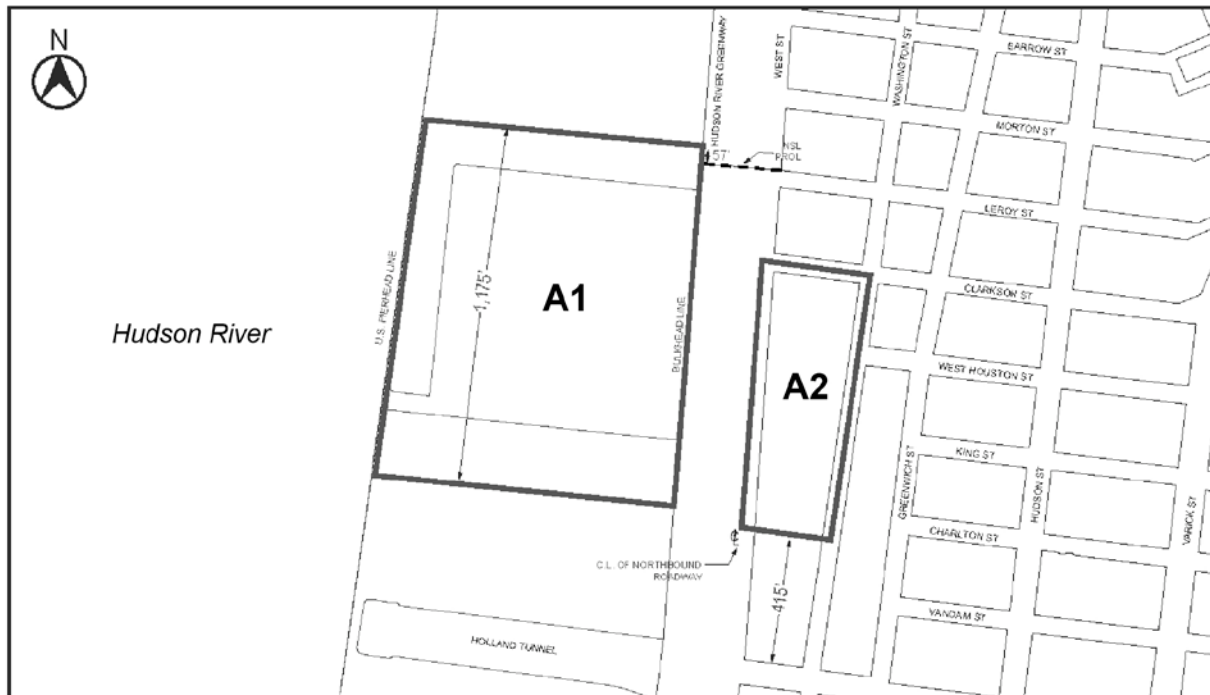 N
HUDSON RIVER GREENWAY
WEST ST
WASHINGTON ST
BARROW ST
MORTON ST
57'
NSL
PROL
LEROY ST
U.S. PIERHEAD LINE
1,175'
A1
BULKHEAD LINE
CLARKSON ST
Hudson River
A2
WEST HOUSTON ST
GREENWICH ST
KING ST
HUDSON ST
VARICK ST
CHARLTON ST
C.L. OF NORTHBOUND
ROADWAY
415'
VANDAM ST
HOLLAND TUNNEL